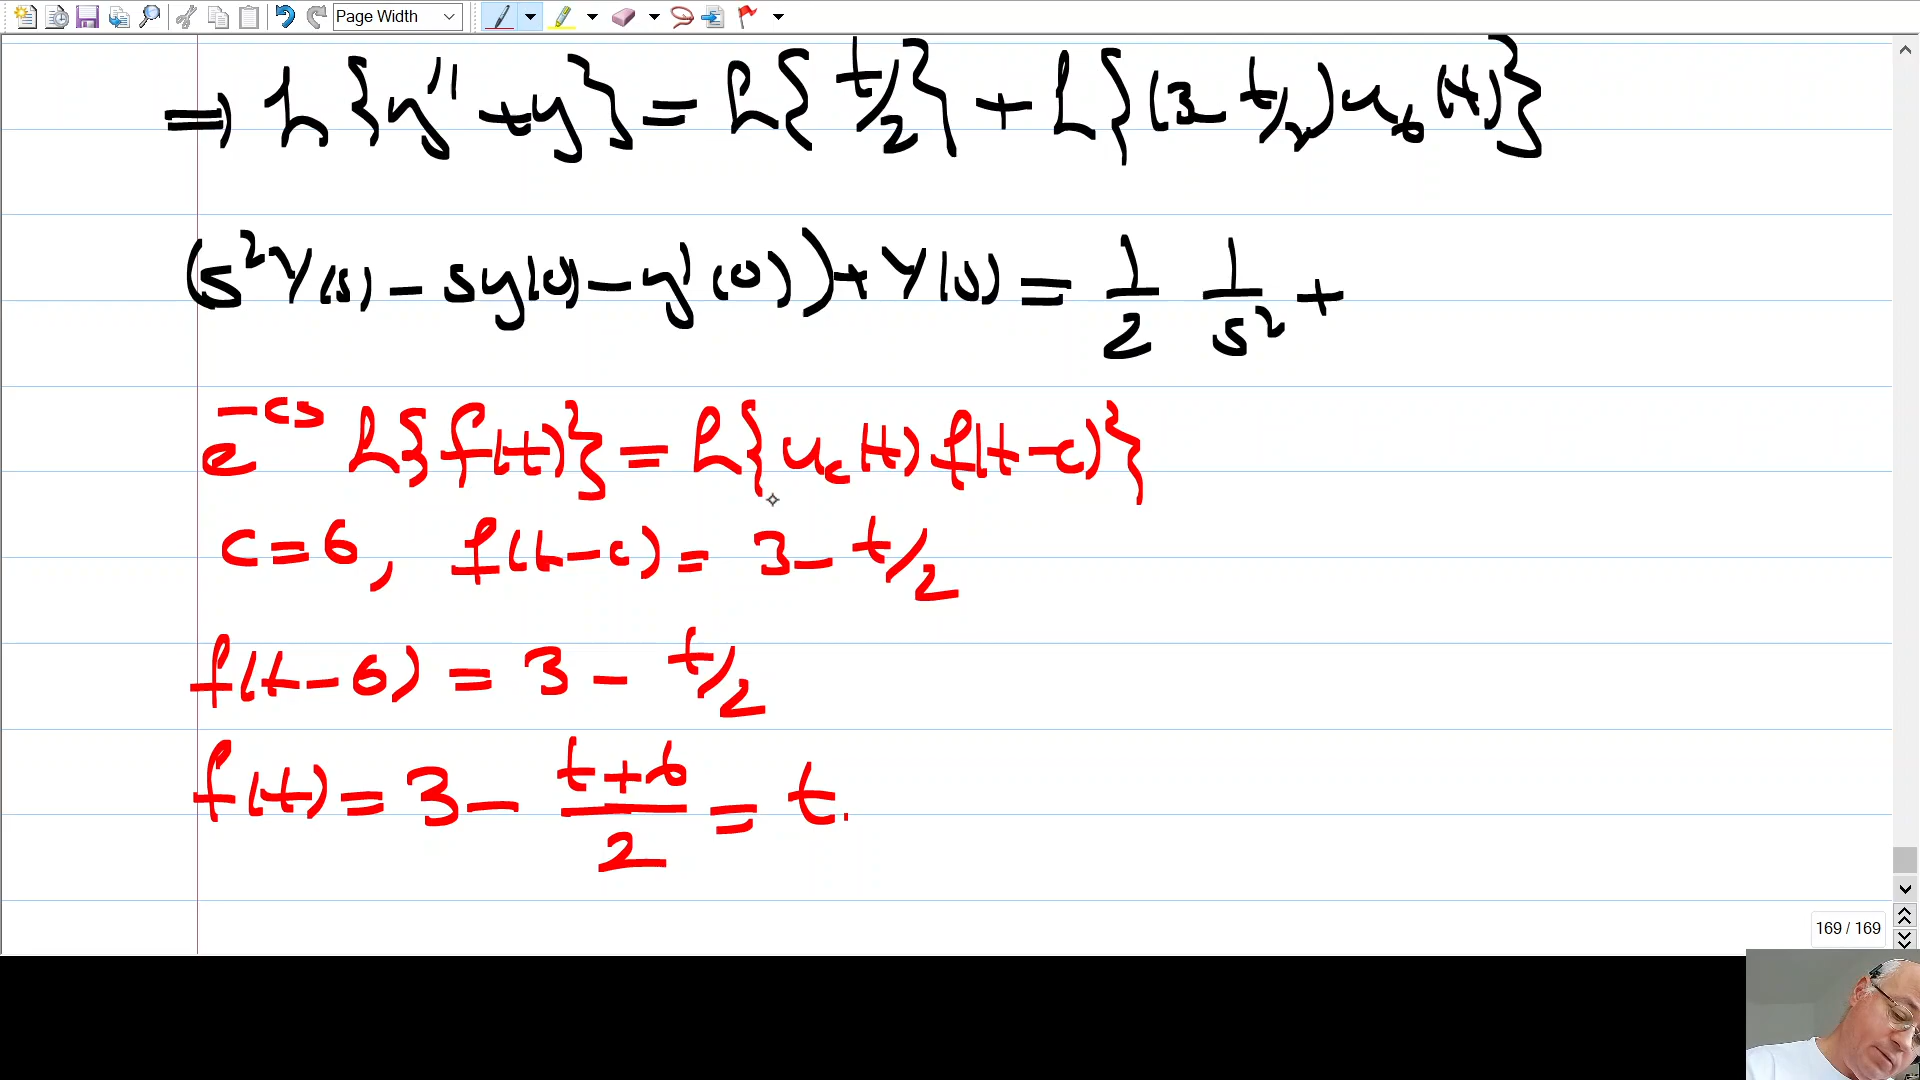 Page Width
⇒ L{y'' + y} = L{t/2} + L{(3 - t/2)u₆(t)}
(s²Y(s) - sy(0) - y'(0)) + Y(s) = 1/2 1/s² +
e^{-cs} L{f(t)} = L{u_c(t) f(t-c)}
c = 6, f(t-c) = 3 - t/2
f(t-6) = 3 - t/2
f(t) = 3 - (t+6)/2 = t.
169 / 169